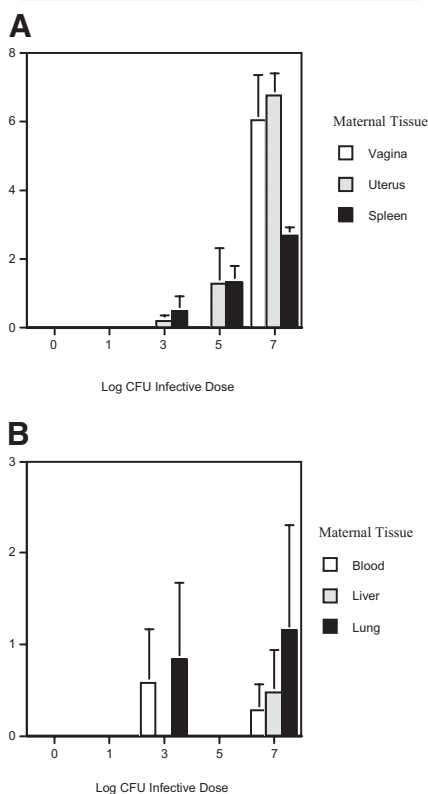 A
8
6
4
2
0
0 1 3 5 7
Log CFU Infective Dose
Maternal Tissue
Vagina
Uterus
Spleen
B
3
2
1
0
0 1 3 5 7
Log CFU Infective Dose
Maternal Tissue
Blood
Liver
Lung